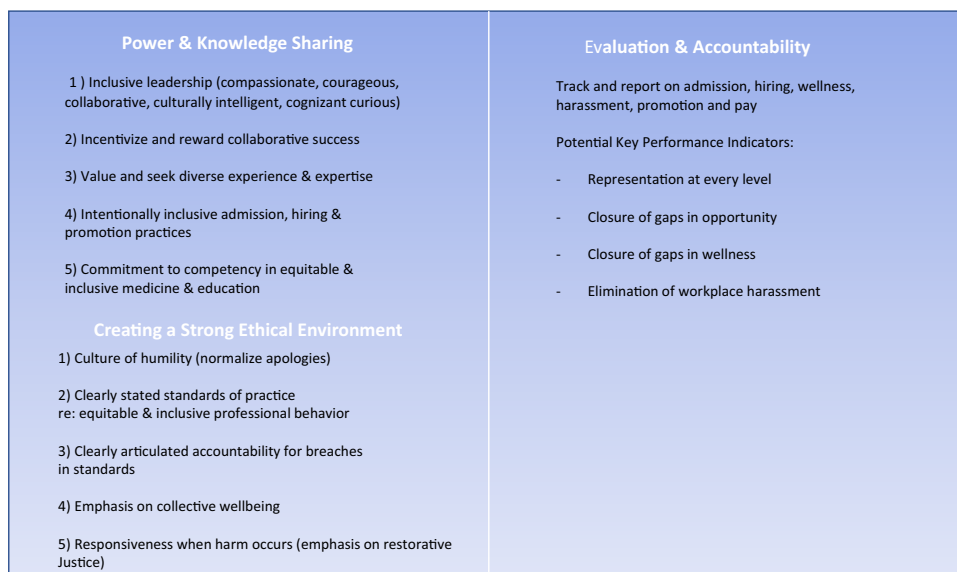 Power & Knowledge Sharing
1 ) Inclusive leadership (compassionate, courageous,
collaborative, culturally intelligent, cognizant curious)
2) Incentivize and reward collaborative success
3) Value and seek diverse experience & expertise
4) Intentionally inclusive admission, hiring &
promotion practices
5) Commitment to competency in equitable &
inclusive medicine & education
Creating a Strong Ethical Environment
1) Culture of humility (normalize apologies)
2) Clearly stated standards of practice
re: equitable & inclusive professional behavior
3) Clearly articulated accountability for breaches
in standards
4) Emphasis on collective wellbeing
5) Responsiveness when harm occurs (emphasis on restorative
Justice)
Evaluation & Accountability
Track and report on admission, hiring, wellness,
harassment, promotion and pay
Potential Key Performance Indicators:
- Representation at every level
- Closure of gaps in opportunity
- Closure of gaps in wellness
- Elimination of workplace harassment